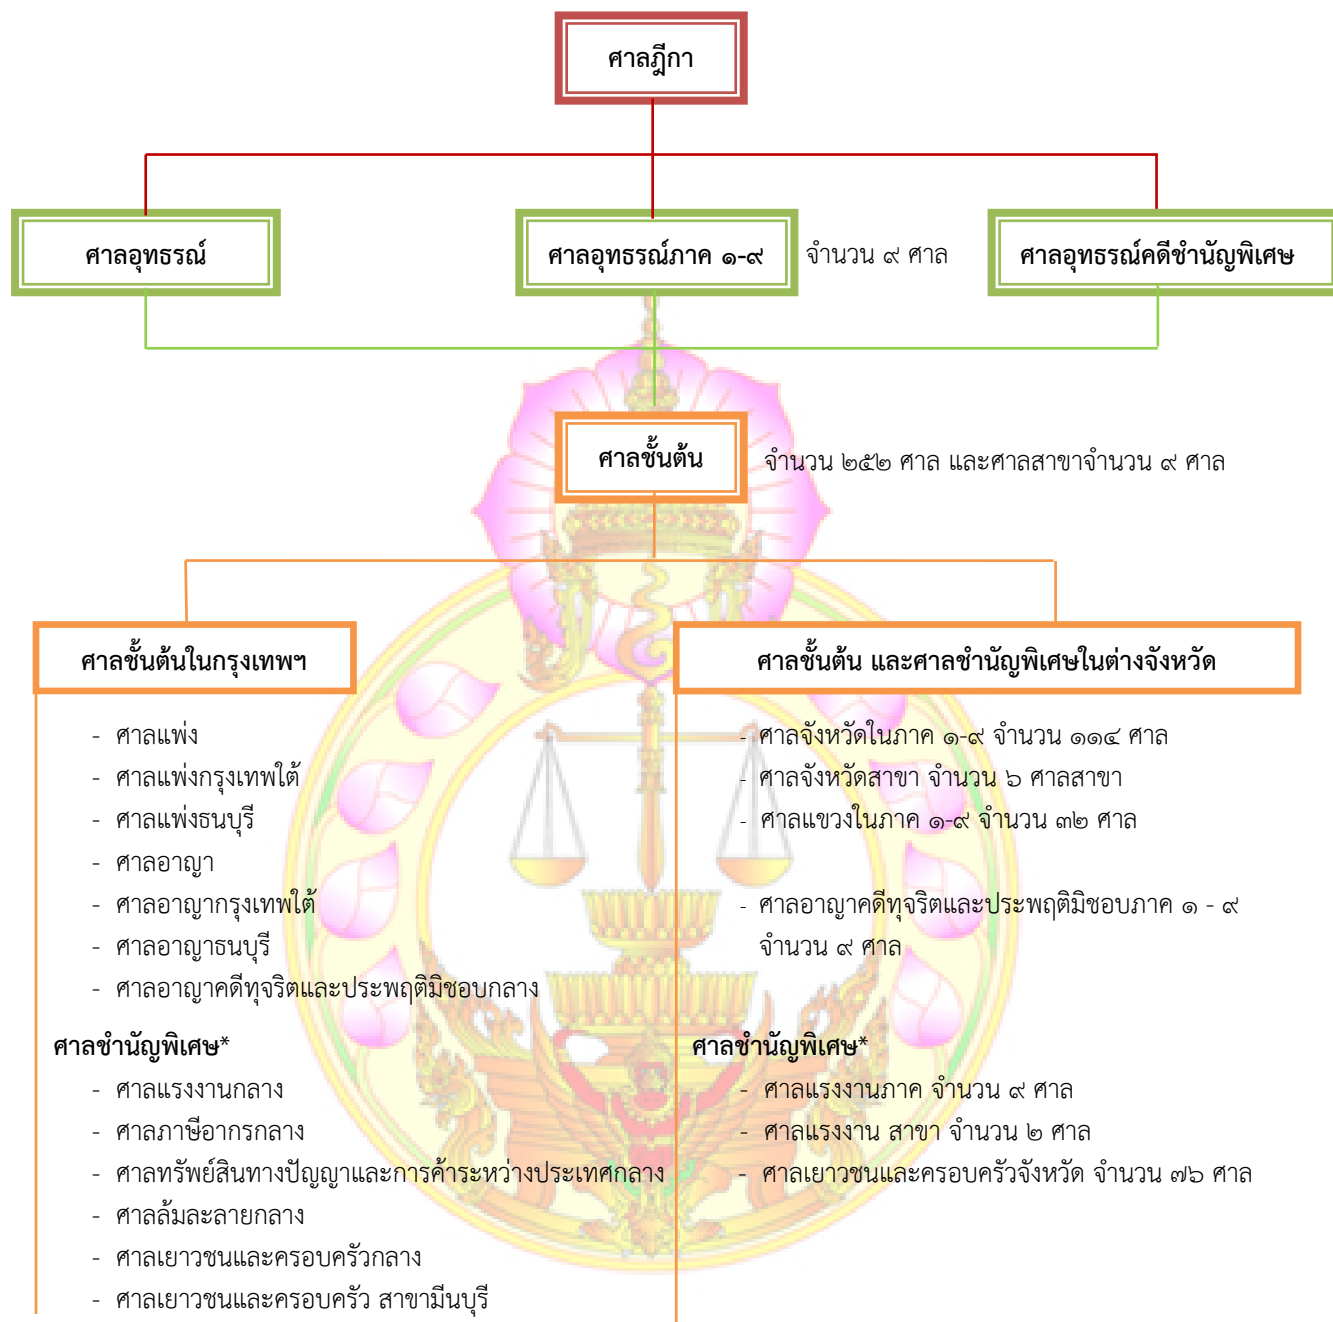 ศาลฎีกา
ศาลอุทธรณ์
ศาลอุทธรณ์ภาค ๑-๙
จำนวน ๙ ศาล
ศาลอุทธรณ์คดีชำนัญพิเศษ
ศาลชั้นต้น
จำนวน ๒๕๒ ศาล และศาลสาขาจำนวน ๙ ศาล
ศาลชั้นต้นในกรุงเทพฯ
- ศาลแพ่ง
- ศาลแพ่งกรุงเทพใต้
- ศาลแพ่งธนบุรี
- ศาลอาญา
- ศาลอาญากรุงเทพใต้
- ศาลอาญาธนบุรี
- ศาลอาญาคดีทุจริตและประพฤติมิชอบกลาง
ศาลชำนัญพิเศษ*
- ศาลแรงงานกลาง
- ศาลภาษีอากรกลาง
- ศาลทรัพย์สินทางปัญญาและการค้าระหว่างประเทศกลาง
- ศาลล้มละลายกลาง
- ศาลเยาวชนและครอบครัวกลาง
- ศาลเยาวชนและครอบครัว สาขามีนบุรี
ศาลชั้นต้น และศาลชำนัญพิเศษในต่างจังหวัด
- ศาลจังหวัดในภาค ๑-๙ จำนวน ๑๑๔ ศาล
- ศาลจังหวัดสาขา จำนวน ๖ ศาลสาขา
- ศาลแขวงในภาค ๑-๙ จำนวน ๓๒ ศาล
- ศาลอาญาคดีทุจริตและประพฤติมิชอบภาค ๑ - ๙
จำนวน ๙ ศาล
ศาลชำนัญพิเศษ*
- ศาลแรงงานภาค จำนวน ๙ ศาล
- ศาลแรงงาน สาขา จำนวน ๒ ศาล
- ศาลเยาวชนและครอบครัวจังหวัด จำนวน ๗๖ ศาล